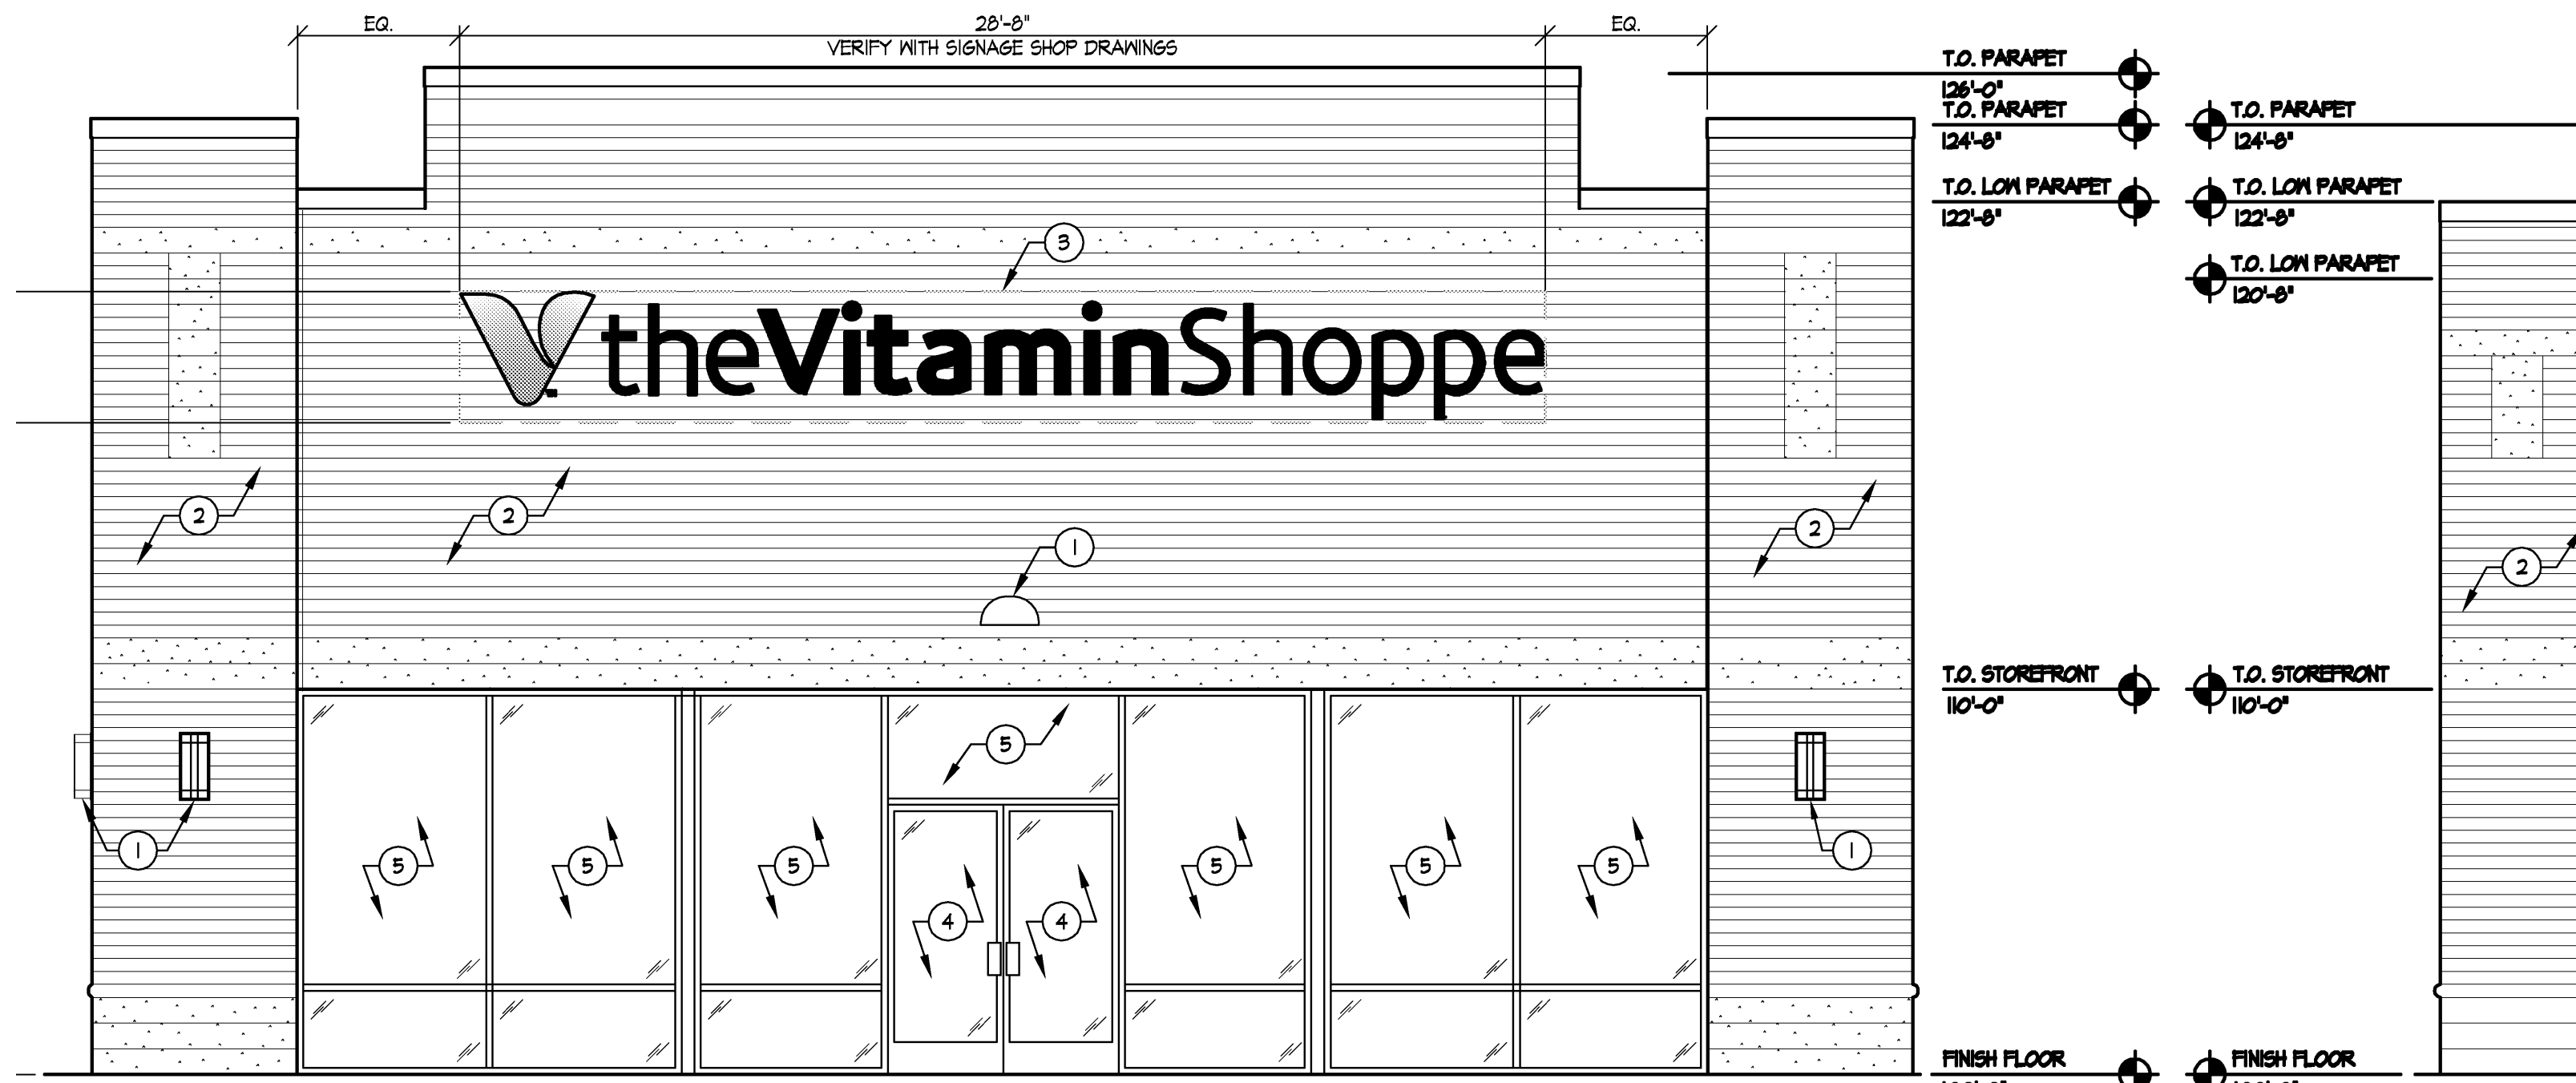 EQ.
28'-8"
EQ.
VERIFY WITH SIGNAGE SHOP DRAWINGS
T.O. PARAPET
126'-0"
T.O. PARAPET
124'-8"
T.O. PARAPET
124'-8"
T.O. LOW PARAPET
122'-8"
T.O. LOW PARAPET
122'-8"
3
T.O. LOW PARAPET
120'-8"
theVitaminShoppe
2
2
2
1
2
T.O. STOREFRONT
110'-0"
T.O. STOREFRONT
110'-0"
5
1
5
5
5
5
5
5
1
4
4
FINISH FLOOR
FINISH FLOOR